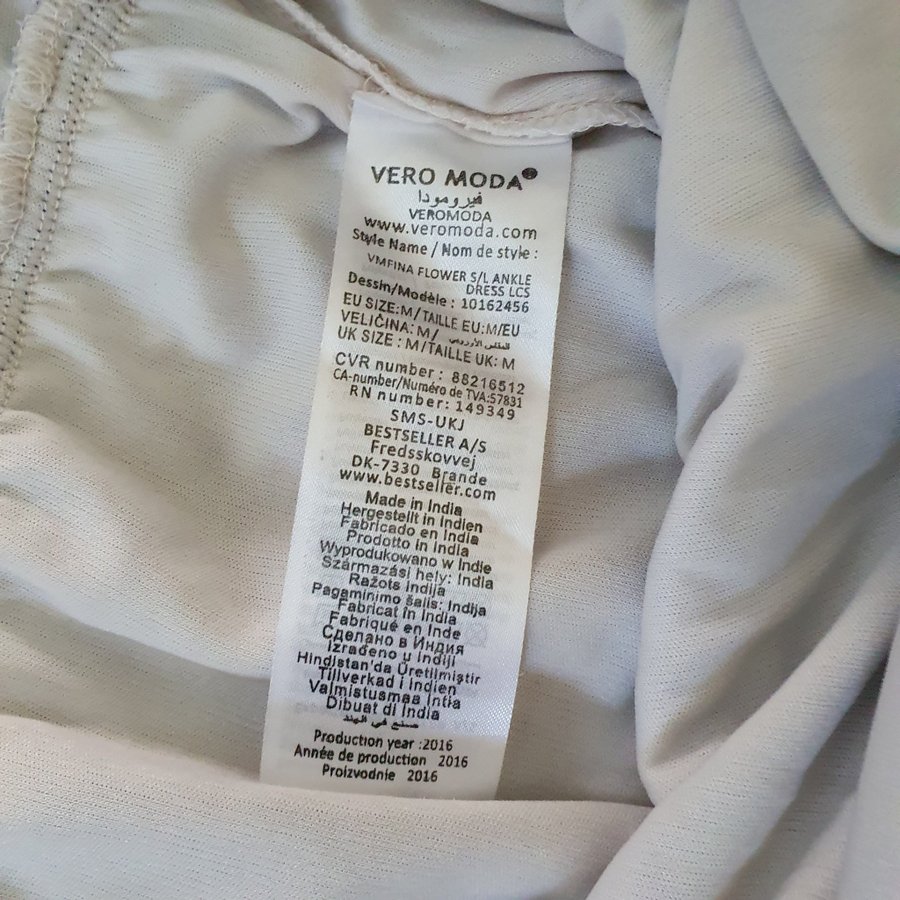 VERO MODA®
فيرومودا
VEROMODA
www.veromoda.com
Style Name / Nom de style :
VMFINA FLOWER S/L ANKLE
DRESS LCS
Dessin/Modèle : 10162456
EU SIZE:M/TAILLE EU:M/EU
VELIČINA: M/ المقاس الأوروبي
UK SIZE : M/TAILLE UK: M
CVR number : 88216512
CA-number/Numéro de TVA:57831
RN number: 149349
SMS-UKJ
BESTSELLER A/S
Fredsskovvej
DK-7330 Brande
www.bestseller.com
Made in India
Hergestellt in Indien
Fabricado en India
Prodotto in India
Wyprodukowano w Indie
Származási hely: India
Ražots Indija
Pagaminimo šalis: Indija
Fabricat în India
Fabriqué en Inde
Сделано в Индия
Izrađeno u Indiji
Hindistan'da Üretilmiştir
Tillverkad i Indien
Valmistusmaa Intia
Dibuat di India
صنع في الهند
Production year :2016
Année de production 2016
Proizvodnie 2016